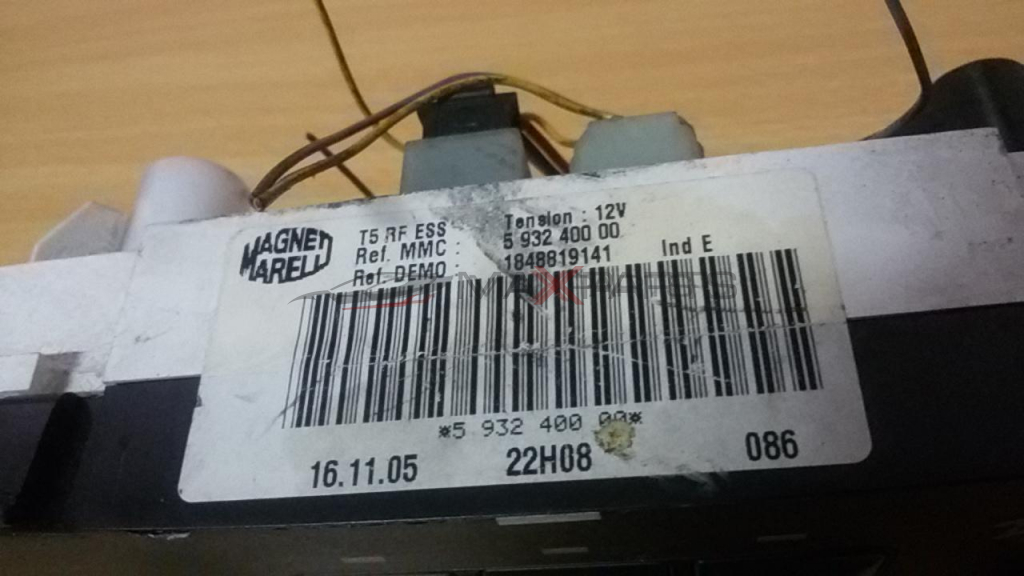 MAGNETI
MARELLI
T5 RF ESS Tension : 12V
Ref. MMC : 5 932 400 00
Ref. DEMO : 1848819141 Ind E
MAXPARTS
*5 932 400 00*
16.11.05 22H08 086